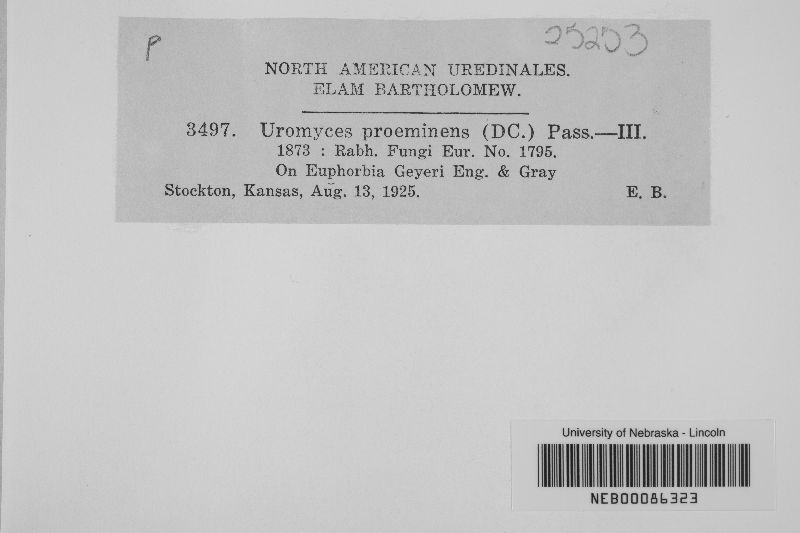 P
25253
NORTH AMERICAN UREDINALES.
ELAM BARTHOLOMEW.
3497. Uromyces proeminens (DC.) Pass.—III.
1873 : Rabh. Fungi Eur. No. 1795.
On Euphorbia Geyeri Eng. & Gray
Stockton, Kansas, Aug. 13, 1925. E. B.
University of Nebraska - Lincoln
NEB00086323